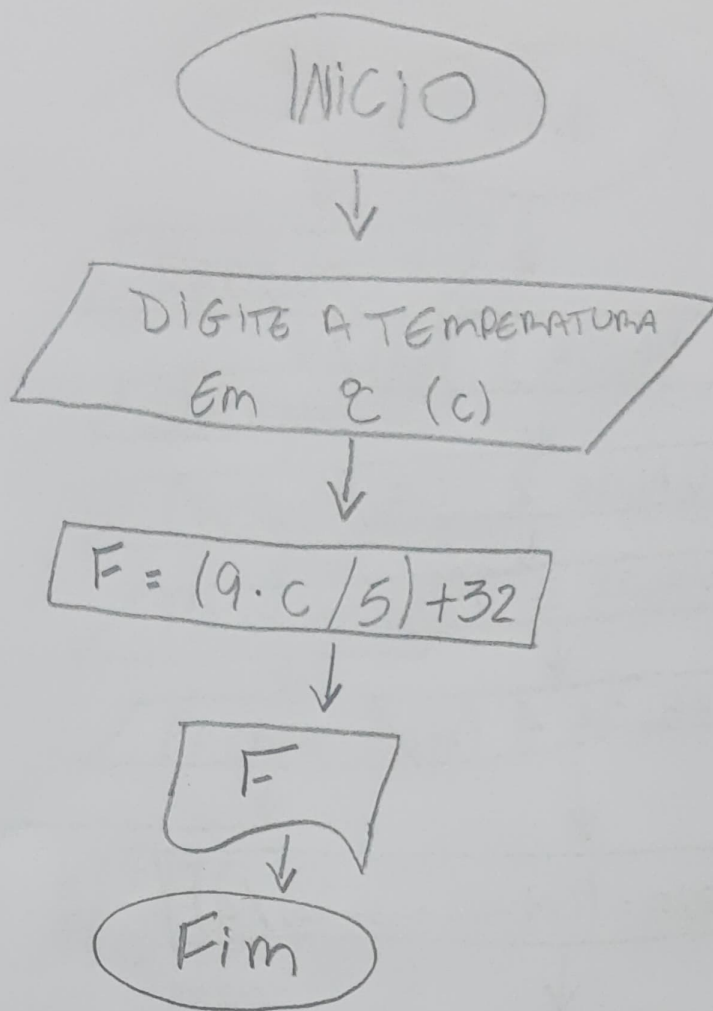 INICIO
DIGITE A TEMPERATURA
Em °C (C)
F = (9 · C / 5) + 32
F
Fim